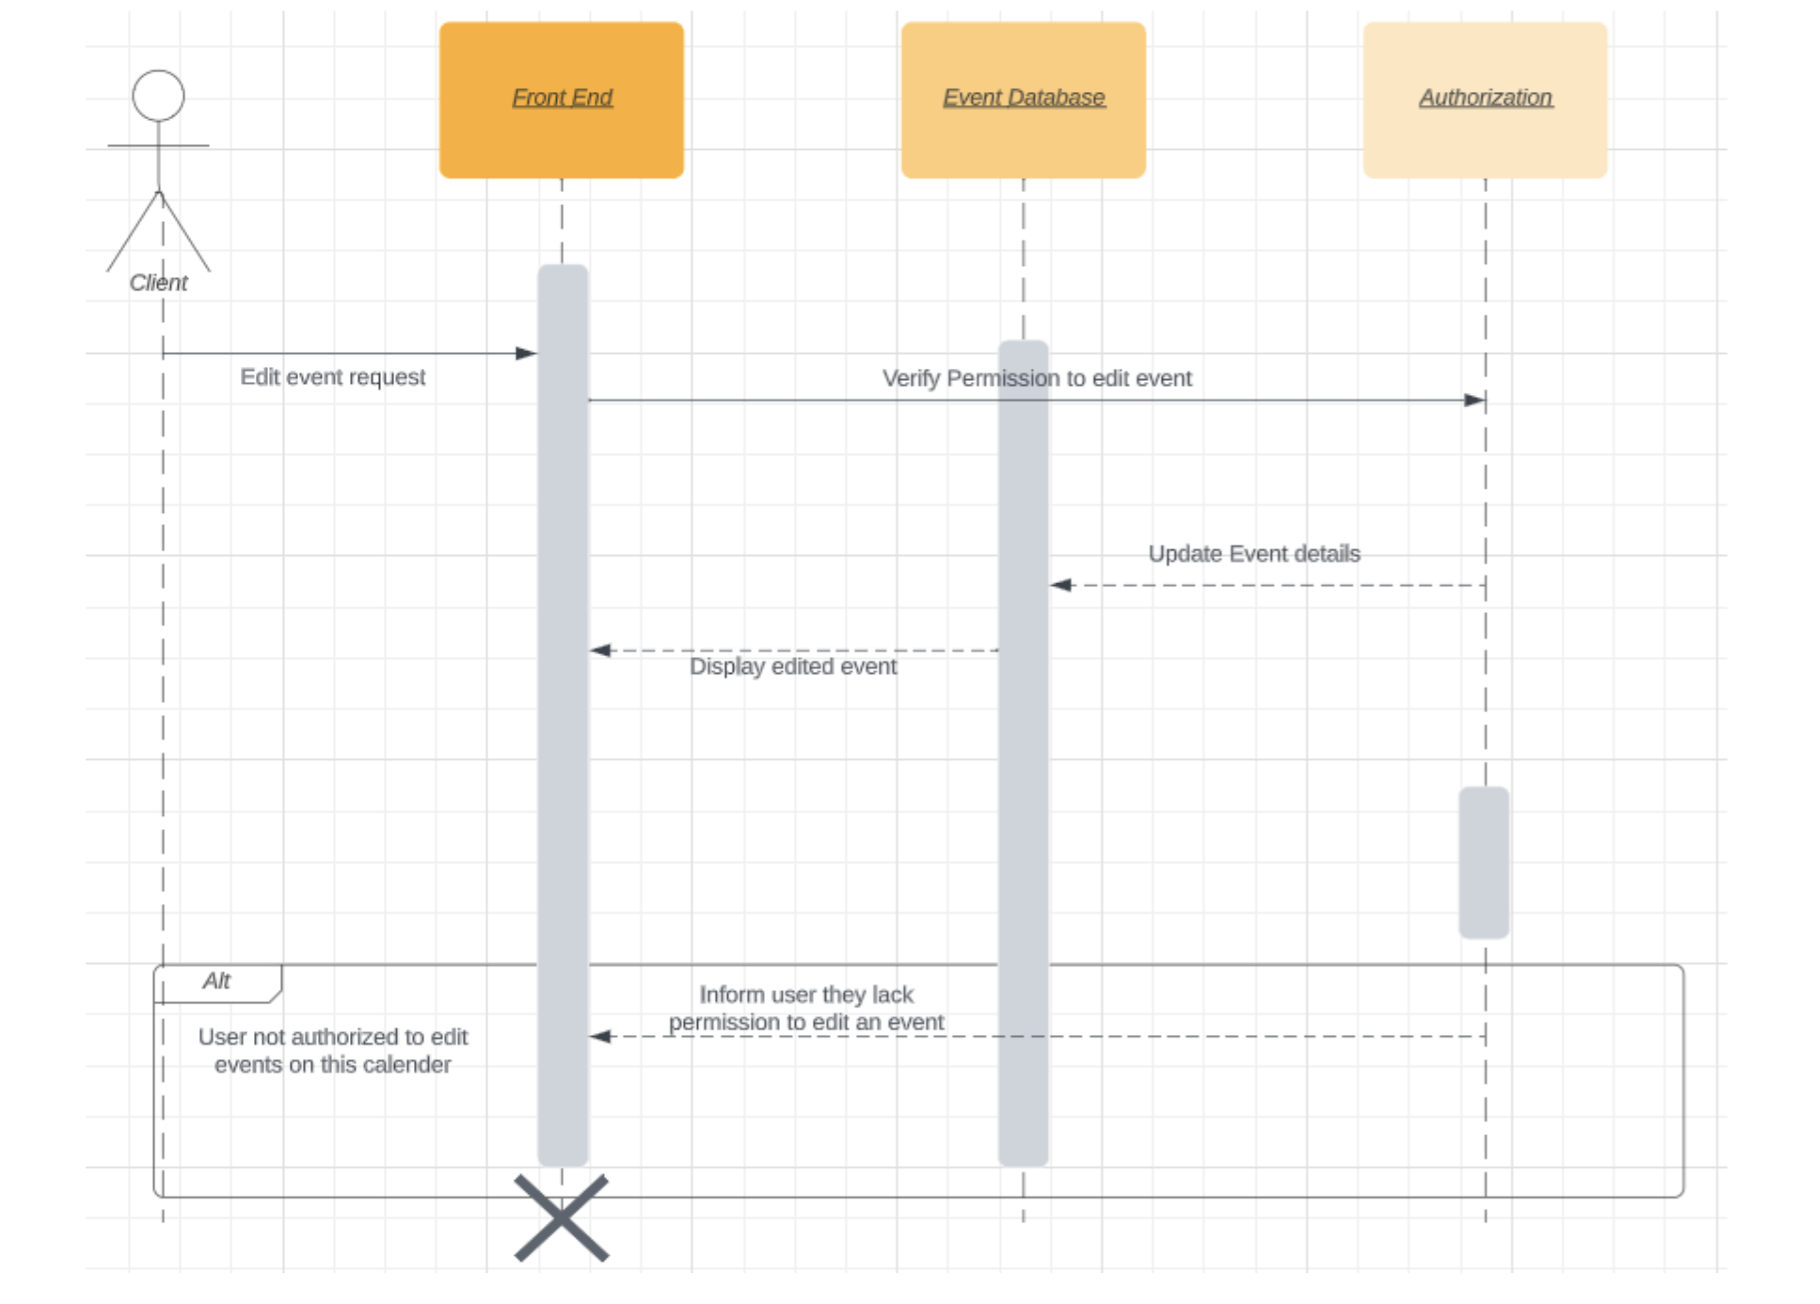 Front End
Event Database
Authorization
Client
Edit event request
Verify Permission to edit event
Update Event details
Display edited event
Alt
Inform user they lack
permission to edit an event
User not authorized to edit
events on this calender